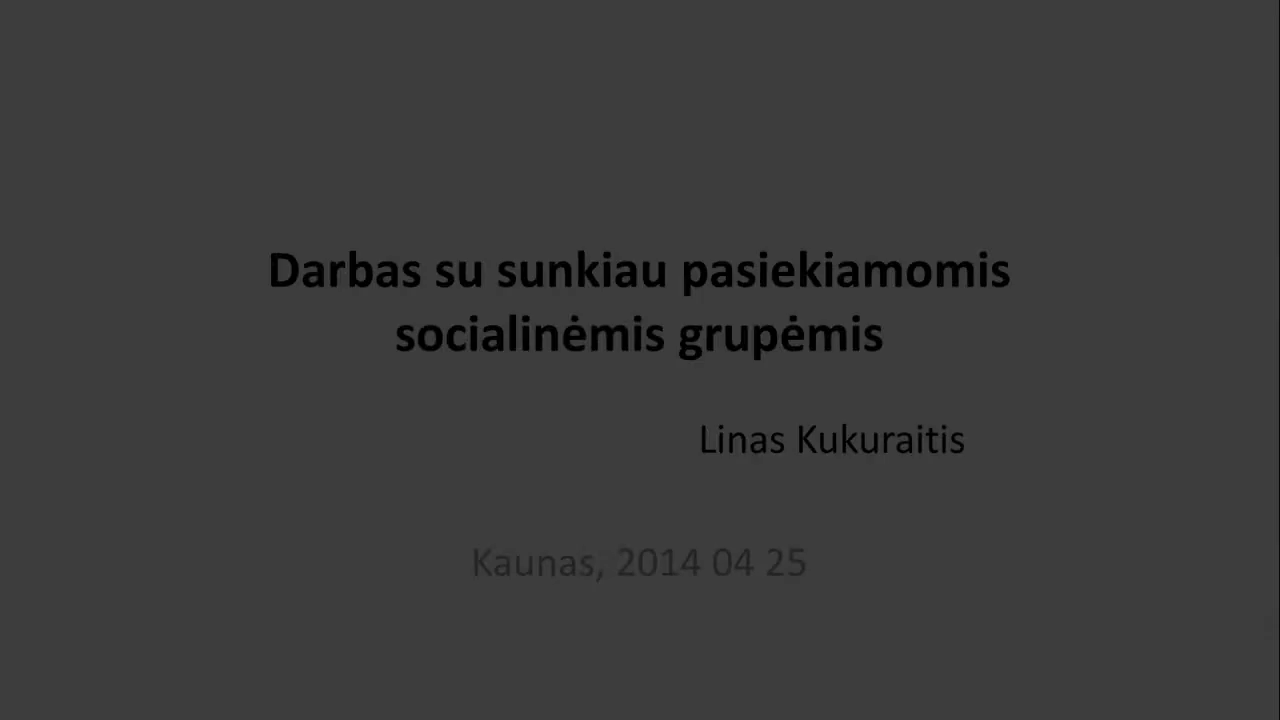 Darbas su sunkiau pasiekiamomis
socialinėmis grupėmis
Linas Kukuraitis
Kaunas, 2014 04 25